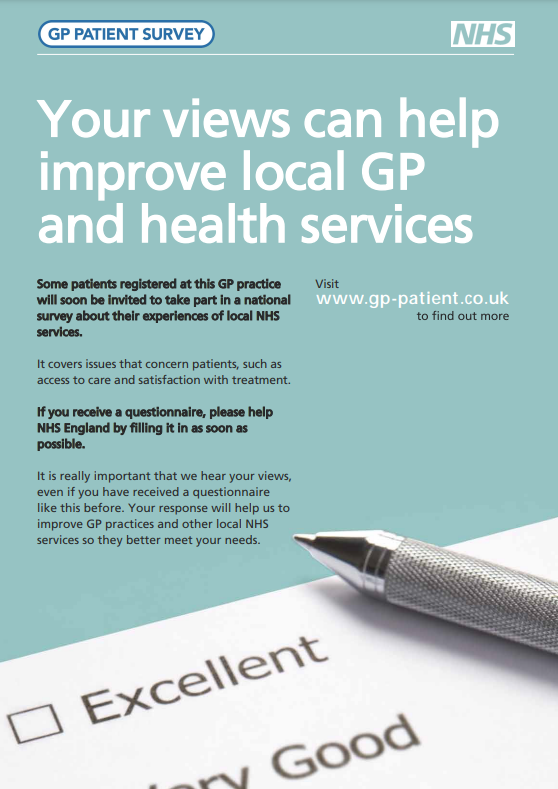 GP PATIENT SURVEY
NHS
Your views can help
improve local GP
and health services
Some patients registered at this GP practice
will soon be invited to take part in a national
survey about their experiences of local NHS
services.
It covers issues that concern patients, such as
access to care and satisfaction with treatment.
If you receive a questionnaire, please help
NHS England by filling it in as soon as
possible.
It is really important that we hear your views,
even if you have received a questionnaire
like this before. Your response will help us to
improve GP practices and other local NHS
services so they better meet your needs.
Visit
www.gp-patient.co.uk
to find out more
Excellent
Good